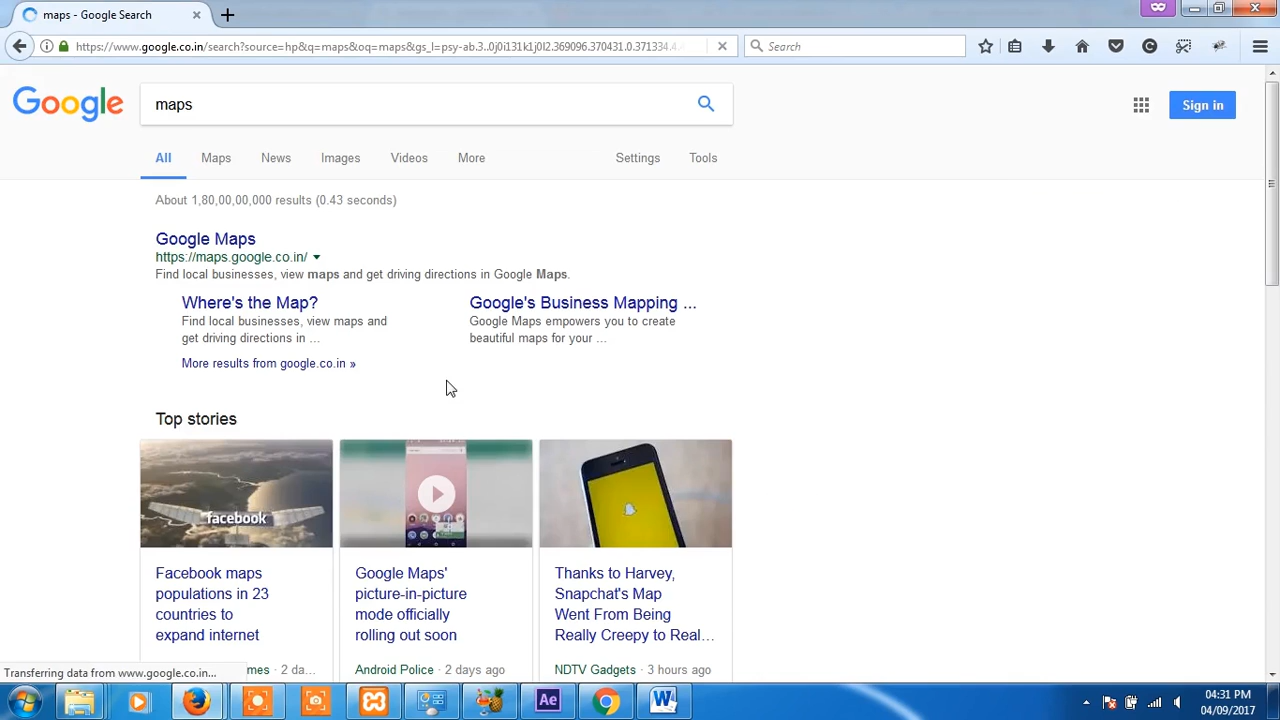 maps - Google Search
https://www.google.co.in/search?source=hp&q=maps&oq=maps&gs_l=psy-ab.3..0j0i131k1j0l2.369096.370431.0.371334.4.
Search
Google
maps
Sign in
All Maps News Images Videos More Settings Tools
About 1,80,00,00,000 results (0.43 seconds)
Google Maps
https://maps.google.co.in/
Find local businesses, view maps and get driving directions in Google Maps.
Where's the Map?
Find local businesses, view maps and
get driving directions in ...
Google's Business Mapping ...
Google Maps empowers you to create
beautiful maps for your ...
More results from google.co.in »
Top stories
facebook
Facebook maps
populations in 23
countries to
expand internet
mes · 2 da...
Google Maps'
picture-in-picture
mode officially
rolling out soon
Android Police · 2 days ago
Thanks to Harvey,
Snapchat's Map
Went From Being
Really Creepy to Real...
NDTV Gadgets · 3 hours ago
Transferring data from www.google.co.in...
Ae
W
04:31 PM
04/09/2017